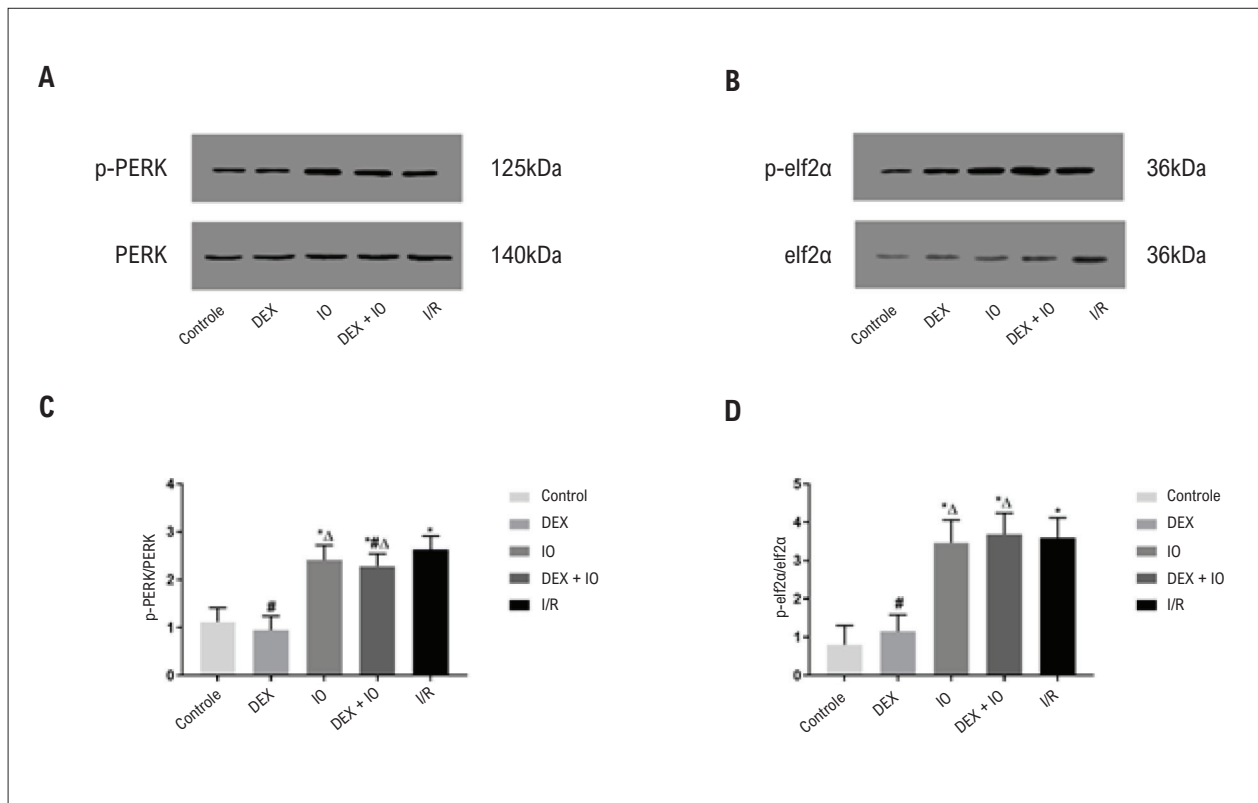 A
p-PERK 125kDa
PERK 140kDa
Controle DEX IO DEX + IO I/R
B
p-elf2α 36kDa
elf2α 36kDa
Controle DEX IO DEX + IO I/R
C
p-PERK/PERK
4
3
2
1
0
# *Δ *#Δ *
Controle DEX IO DEX + IO I/R
Control
DEX
IO
DEX + IO
I/R
D
p-elf2α/elf2α
5
4
3
2
1
0
# *Δ *Δ *
Controle DEX IO DEX + IO I/R
Controle
DEX
IO
DEX + IO
I/R